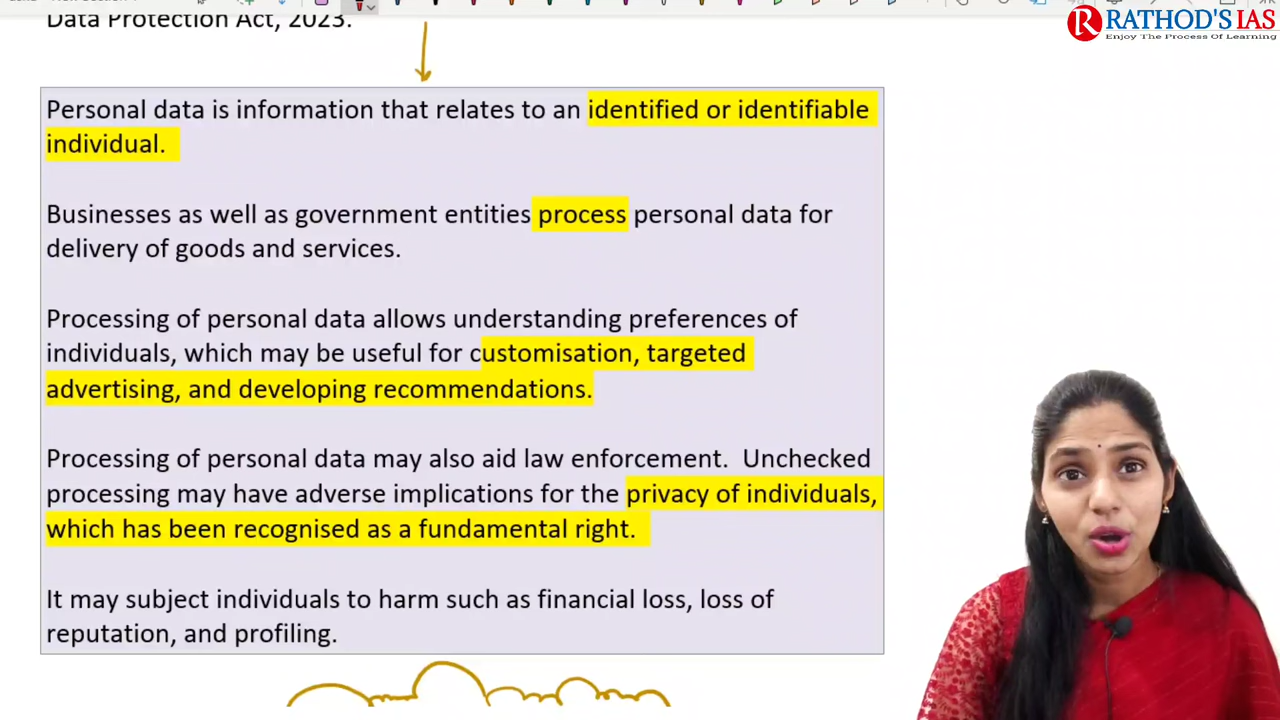 Data Protection Act, 2023.
RATHOD'S IAS
Enjoy The Process Of Learning
Personal data is information that relates to an identified or identifiable
individual.
Businesses as well as government entities process personal data for
delivery of goods and services.
Processing of personal data allows understanding preferences of
individuals, which may be useful for customisation, targeted
advertising, and developing recommendations.
Processing of personal data may also aid law enforcement.  Unchecked
processing may have adverse implications for the privacy of individuals,
which has been recognised as a fundamental right.
It may subject individuals to harm such as financial loss, loss of
reputation, and profiling.